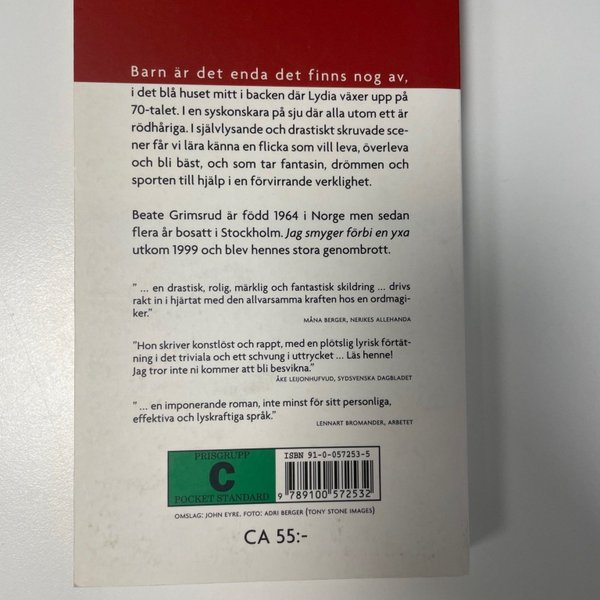 Barn är det enda det finns nog av,
i det blå huset mitt i backen där Lydia växer upp på
70-talet. I en syskonskara på sju där alla utom ett är
rödhåriga. I självlysande och drastiskt skruvade sce-
ner får vi lära känna en flicka som vill leva, överleva
och bli bäst, och som tar fantasin, drömmen och
sporten till hjälp i en förvirrande verklighet.
Beate Grimsrud är född 1964 i Norge men sedan
flera år bosatt i Stockholm. Jag smyger förbi en yxa
utkom 1999 och blev hennes stora genombrott.
" ... en drastisk, rolig, märklig och fantastisk skildring ... drivs
rakt in i hjärtat med den allvarsamma kraften hos en ordmagi-
ker."
MÅNA BERGER, NERIKES ALLEHANDA
"Hon skriver konstlöst och rappt, med en plötslig lyrisk förtät-
ning i det triviala och ett schvung i uttrycket ... Läs henne!
Jag tror inte ni kommer att bli besvikna."
ÅKE LEIJONHUFVUD, SYDSVENSKA DAGBLADET
" ... en imponerande roman, inte minst för sitt personliga,
effektiva och lyskraftiga språk."
LENNART BROMANDER, ARBETET
PRISGRUPP
C
POCKET STANDARD
ISBN 91-0-057253-5
9 789100 572532
OMSLAG: JOHN EYRE, FOTO: ADRI BERGER (TONY STONE IMAGES)
CA 55:-